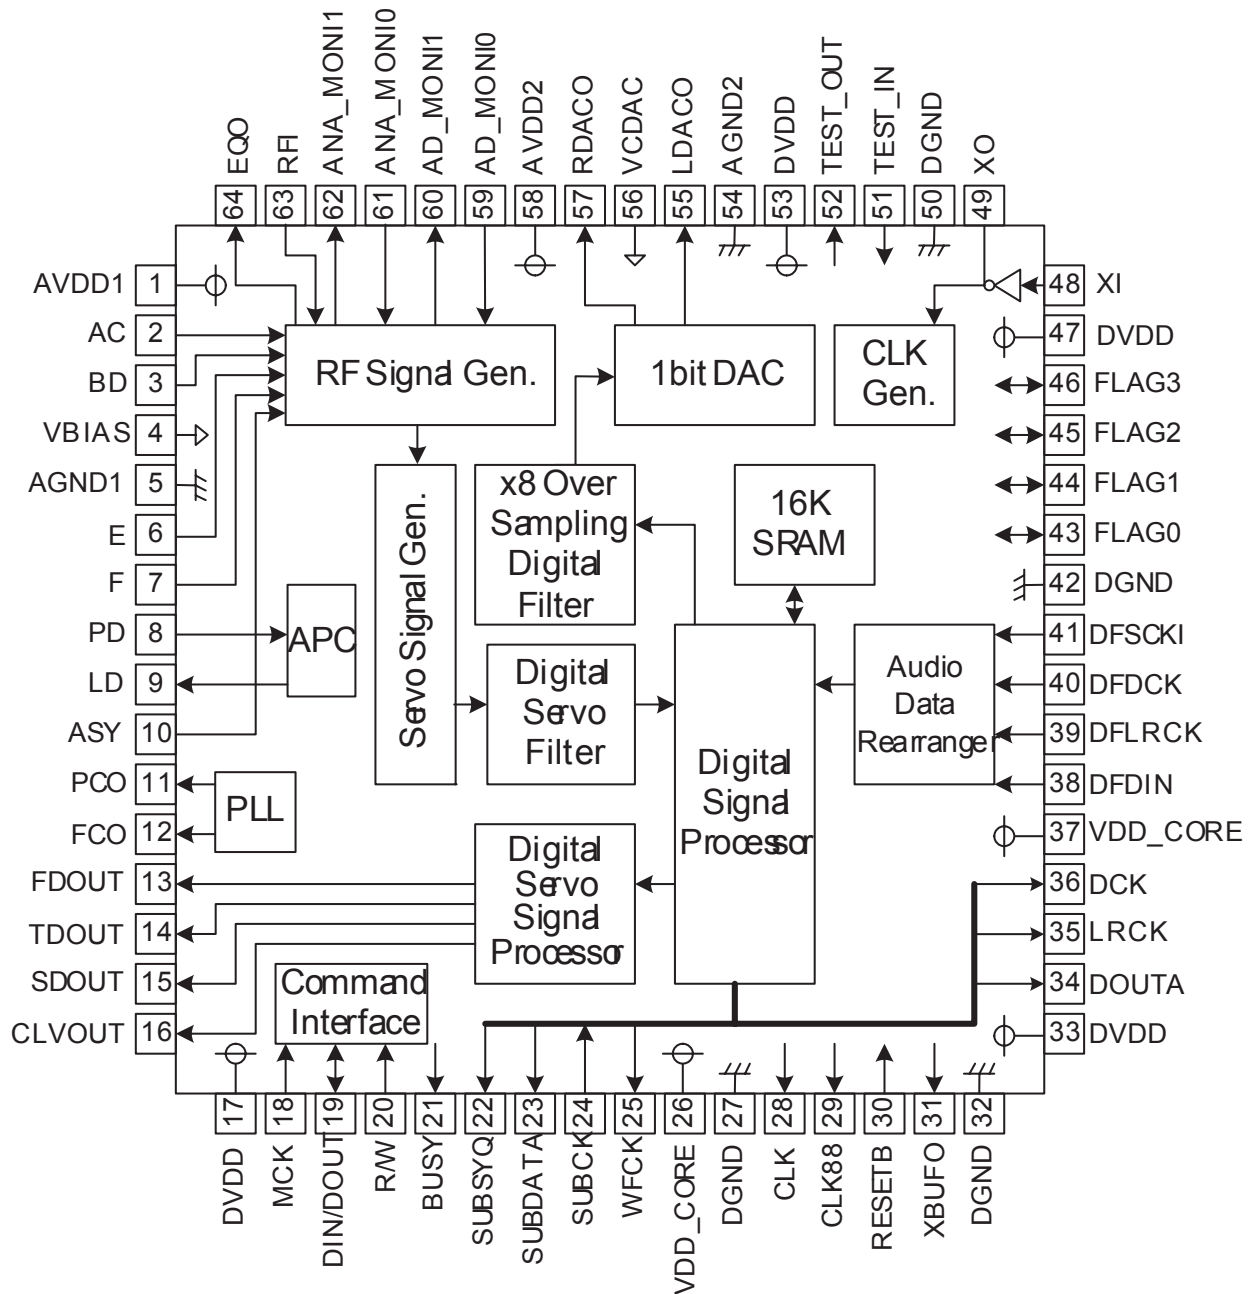 EQO
RFI
ANA_MONI1
ANA_MONI0
AD_MONI1
AD_MONI0
AVDD2
RDACO
VCDAC
LDACO
AGND2
DVDD
TEST_OUT
TEST_IN
DGND
XO
64
63
62
61
60
59
58
57
56
55
54
53
52
51
50
49
AVDD1 1
AC 2
BD 3
VBIAS 4
AGND1 5
E 6
F 7
PD 8
LD 9
ASY 10
PCO 11
FCO 12
FDOUT 13
TDOUT 14
SDOUT 15
CLVOUT 16
RF Signal Gen.
1bit DAC
CLK
Gen.
Servo Signal Gen.
x8 Over
Sampling
Digital
Filter
16K
SRAM
APC
Digital
Servo
Filter
Digital
Signal
Processor
Audio
Data
Rearranger
PLL
Digital
Servo
Signal
Processor
Command
Interface
48 XI
47 DVDD
46 FLAG3
45 FLAG2
44 FLAG1
43 FLAG0
42 DGND
41 DFSCKI
40 DFDCK
39 DFLRCK
38 DFDIN
37 VDD_CORE
36 DCK
35 LRCK
34 DOUTA
33 DVDD
17
18
19
20
21
22
23
24
25
26
27
28
29
30
31
32
DVDD
MCK
DIN/DOUT
R/W
BUSY
SUBSYQ
SUBDATA
SUBCK
WFCK
VDD_CORE
DGND
CLK
CLK88
RESETB
XBUFO
DGND